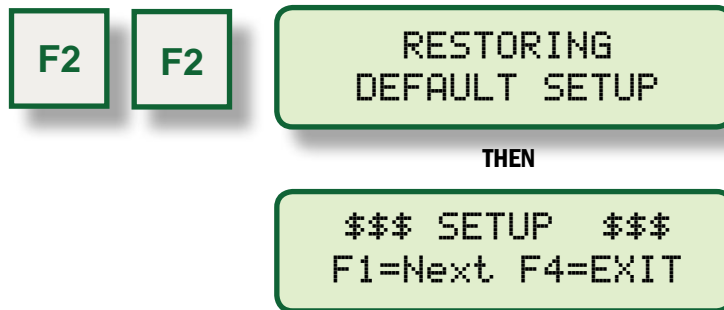 F2 F2
RESTORING
DEFAULT SETUP
THEN
$$$ SETUP $$$
F1=Next F4=EXIT